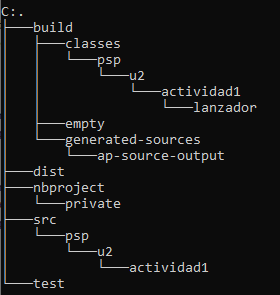 C:.
├───build
│   ├───classes
│   │   └───psp
│   │       └───u2
│   │           └───actividad1
│   │               └───lanzador
│   ├───empty
│   └───generated-sources
│       └───ap-source-output
├───dist
├───nbproject
│   └───private
├───src
│   └───psp
│       └───u2
│           └───actividad1
└───test